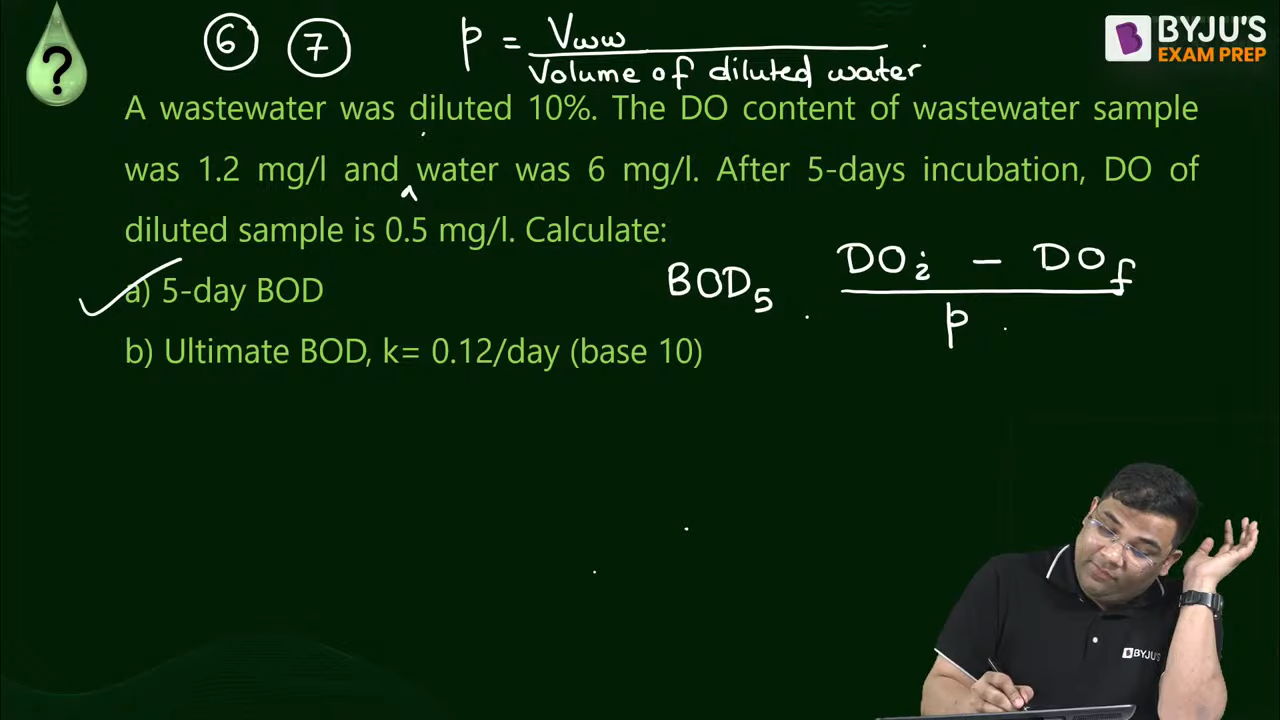 ⑥ ⑦ p = Vww / Volume of diluted water
BYJU'S
EXAM PREP
?
A wastewater was diluted 10%. The DO content of wastewater sample
was 1.2 mg/l and water was 6 mg/l. After 5-days incubation, DO of
diluted sample is 0.5 mg/l. Calculate:
a) 5-day BOD
BOD5 DOi - DOf / p
b) Ultimate BOD, k= 0.12/day (base 10)
BYJU'S